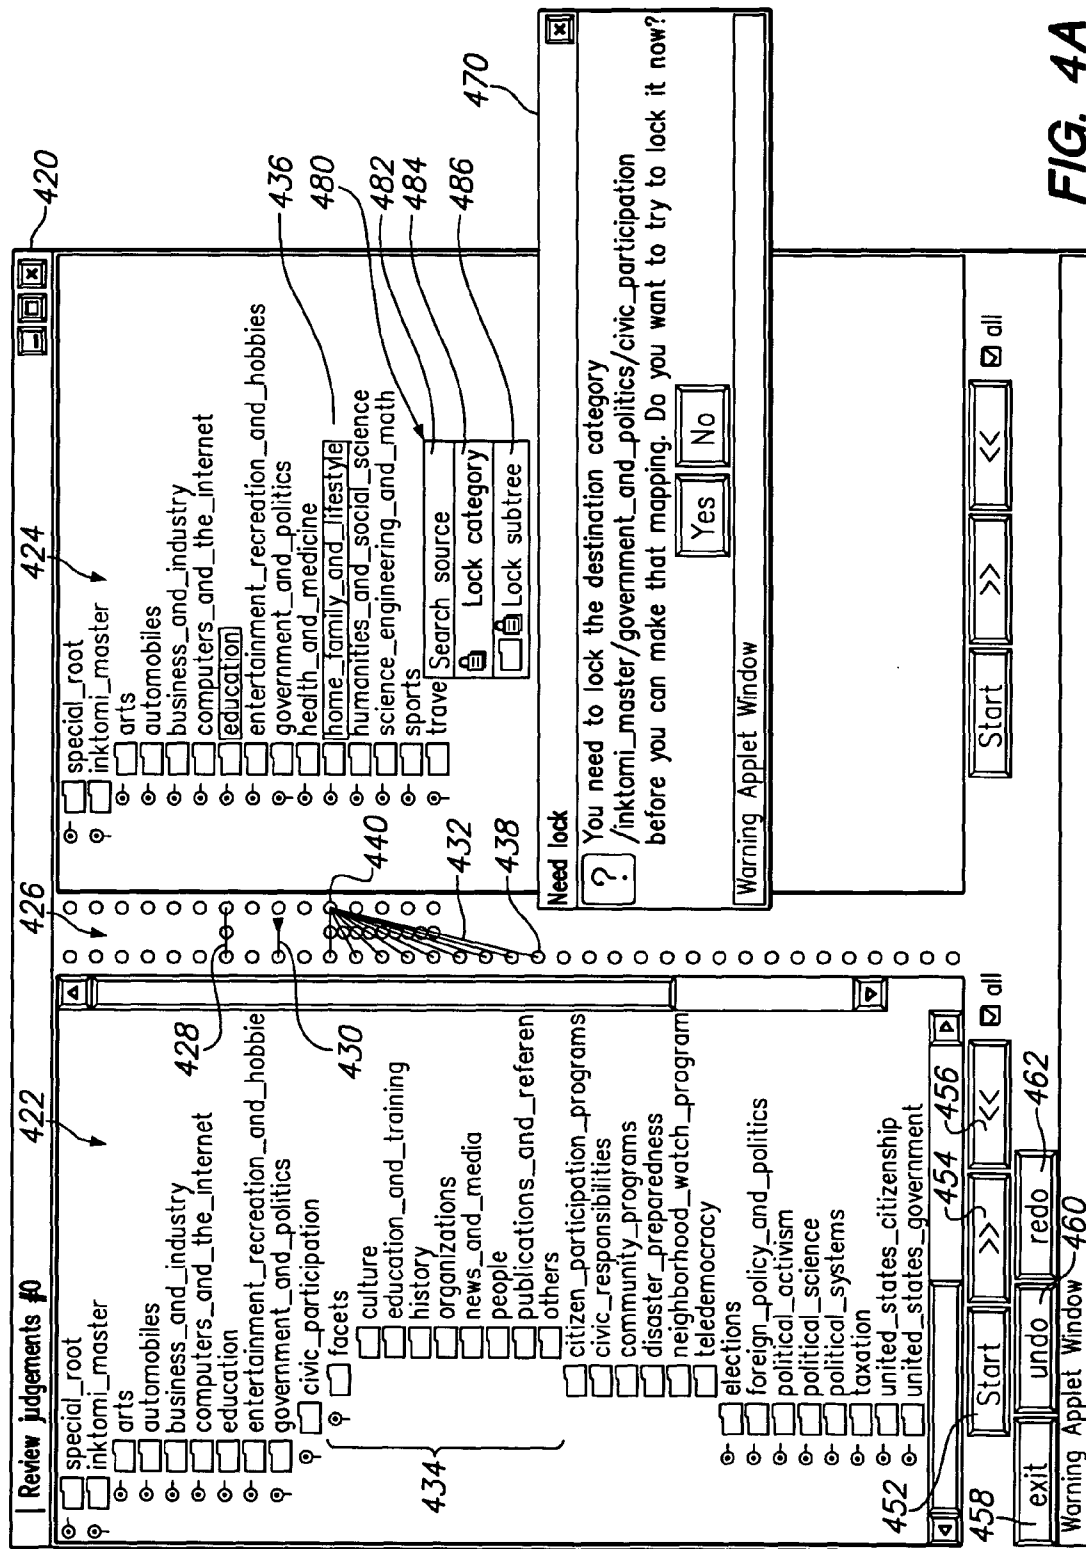 Review judgements #0
420
422
424
426
special_root
inktomi_master
arts
automobiles
business_and_industry
computers_and_the_internet
education
entertainment_recreation_and_hobbie
government_and_politics
civic_participation
facets
culture
education_and_training
history
organizations
news_and_media
people
publications_and_referen
others
citizen_participation_programs
civic_responsibilities
community_programs
disaster_preparedness
neighborhood_watch_program
teledemocracy
elections
foreign_policy_and_politics
political_activism
political_science
political_systems
taxation
united_states_citizenship
united_states_government
434
428
430
440
432
438
special_root
inktomi_master
arts
automobiles
business_and_industry
computers_and_the_internet
education
entertainment_recreation_and_hobbies
government_and_politics
health_and_medicine
home_family_and_lifestyle
humanities_and_social_science
science_engineering_and_math
sports
trave
436
480
482
484
486
Search source
Lock category
Lock subtree
470
Need lock
? You need to lock the destination category
/inktomi_master/government_and_politics/civic_participation
before you can make that mapping. Do you want to try to lock it now?
Yes No
Warning Applet Window
452
454
456
Start >> << all
Start >> << all
458
exit undo redo
460
462
Warning Applet Window
FIG. 4A